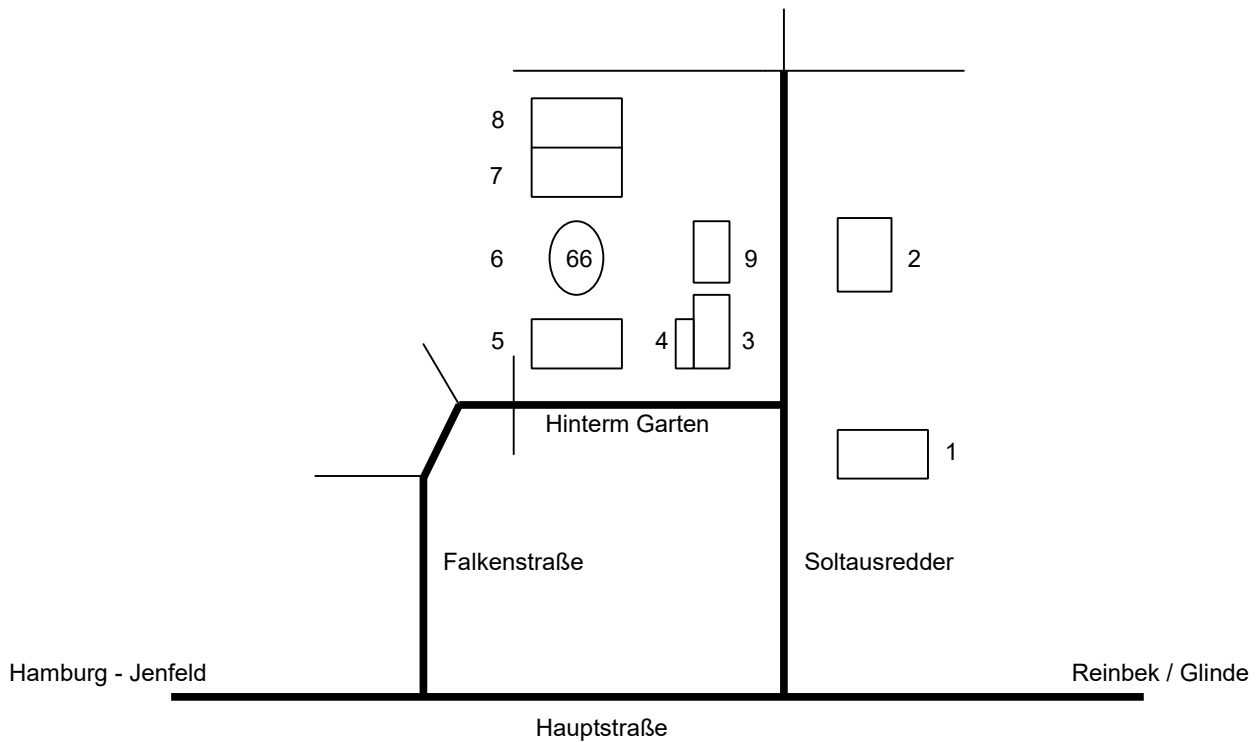 8
7
6 66 9 2
5 4 3
Hinterm Garten
1
Falkenstraße Soltausredder
Hamburg - Jenfeld Reinbek / Glinde
Hauptstraße